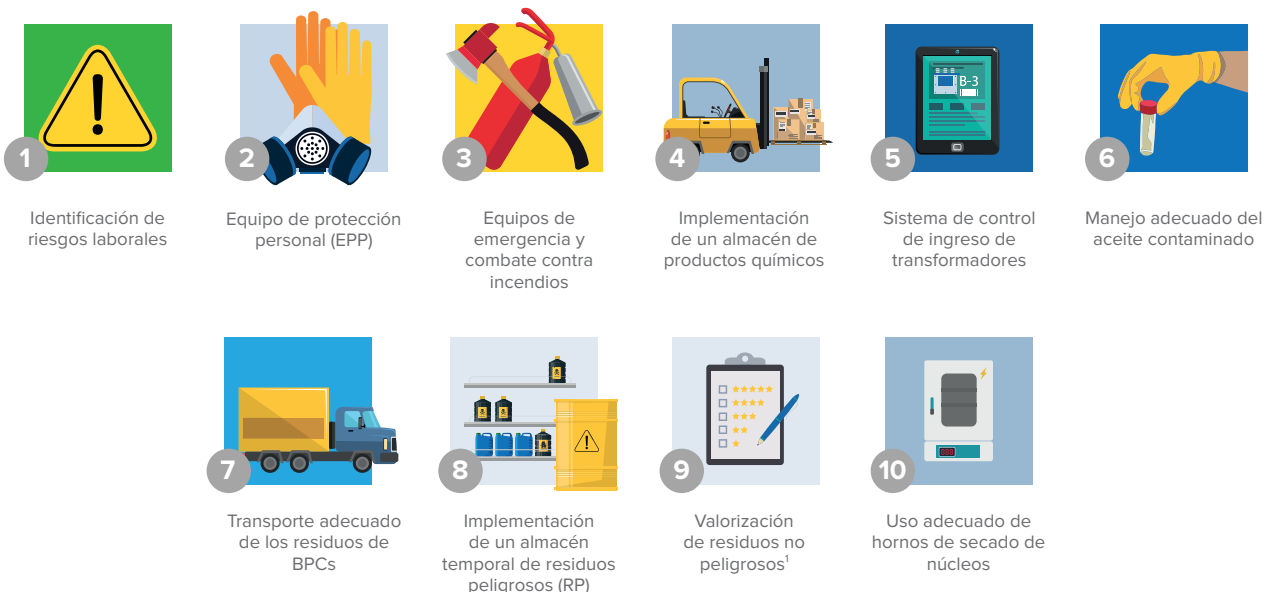 1
Identificación de
riesgos laborales
2
Equipo de protección
personal (EPP)
3
Equipos de
emergencia y
combate contra
incendios
4
Implementación
de un almacén de
productos químicos
5
B-3
Sistema de control
de ingreso de
transformadores
6
Manejo adecuado del
aceite contaminado
7
Transporte adecuado
de los residuos de
BPCs
8
Implementación
de un almacén
temporal de residuos
peligrosos (RP)
9
Valorización
de residuos no
peligrosos¹
10
Uso adecuado de
hornos de secado de
núcleos